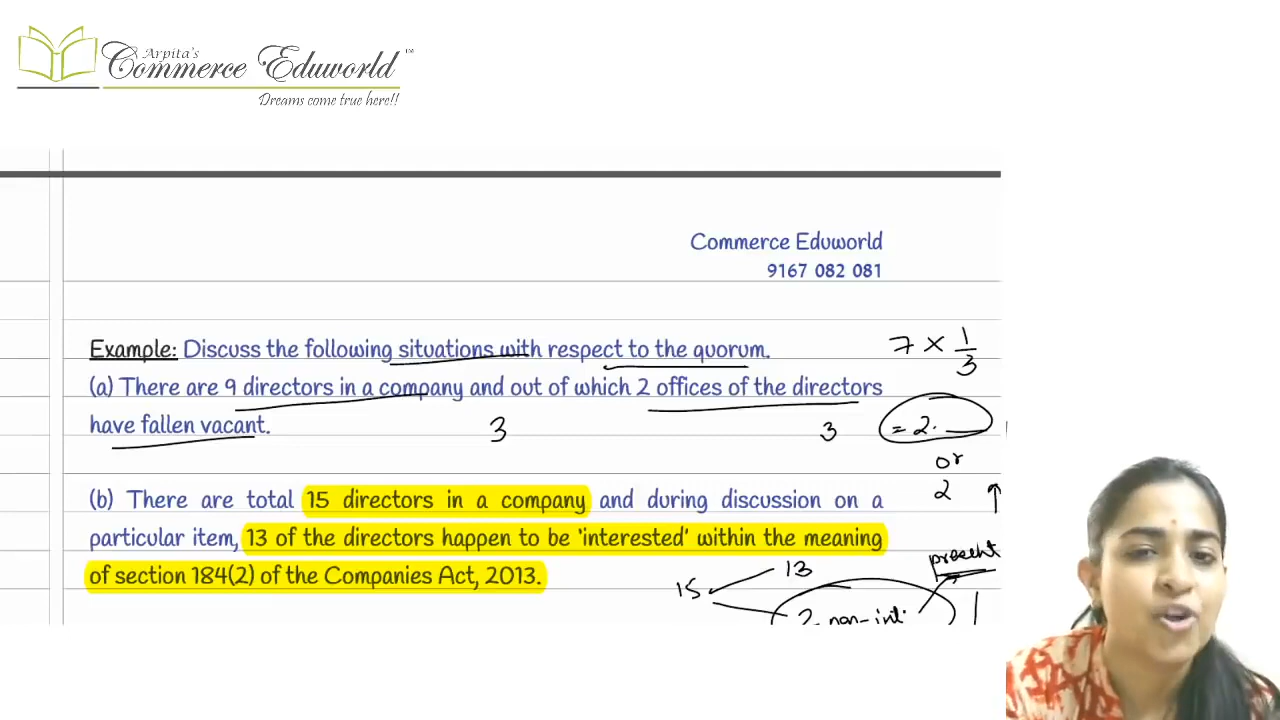 Arpita's
Commerce Eduworld™
Dreams come true here!!
Commerce Eduworld
9167 082 081
Example: Discuss the following situations with respect to the quorum.
7 × 1/3
(a) There are 9 directors in a company and out of which 2 offices of the directors
have fallen vacant.
3 3 = 2.
or
2
(b) There are total 15 directors in a company and during discussion on a
particular item, 13 of the directors happen to be ‘interested’ within the meaning
of section 184(2) of the Companies Act, 2013.
present
15 13
2 non-int.